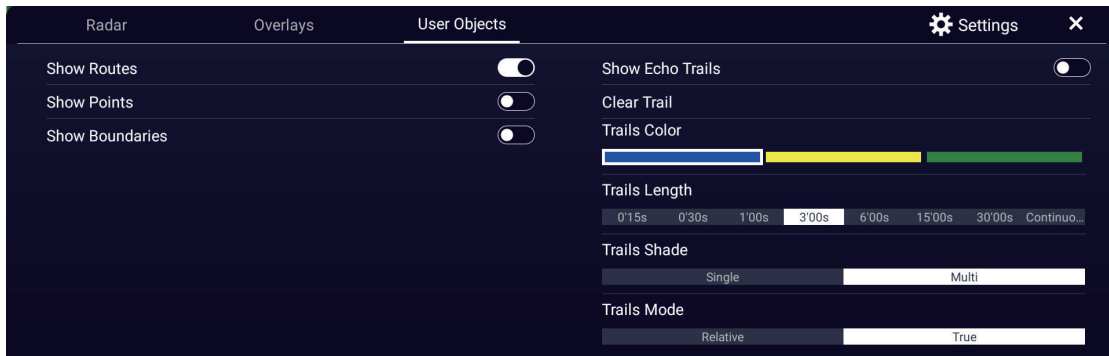 Radar Overlays User Objects Settings
Show Routes
Show Points
Show Boundaries
Show Echo Trails
Clear Trail
Trails Color
Trails Length
0'15s 0'30s 1'00s 3'00s 6'00s 15'00s 30'00s Continuo...
Trails Shade
Single Multi
Trails Mode
Relative True